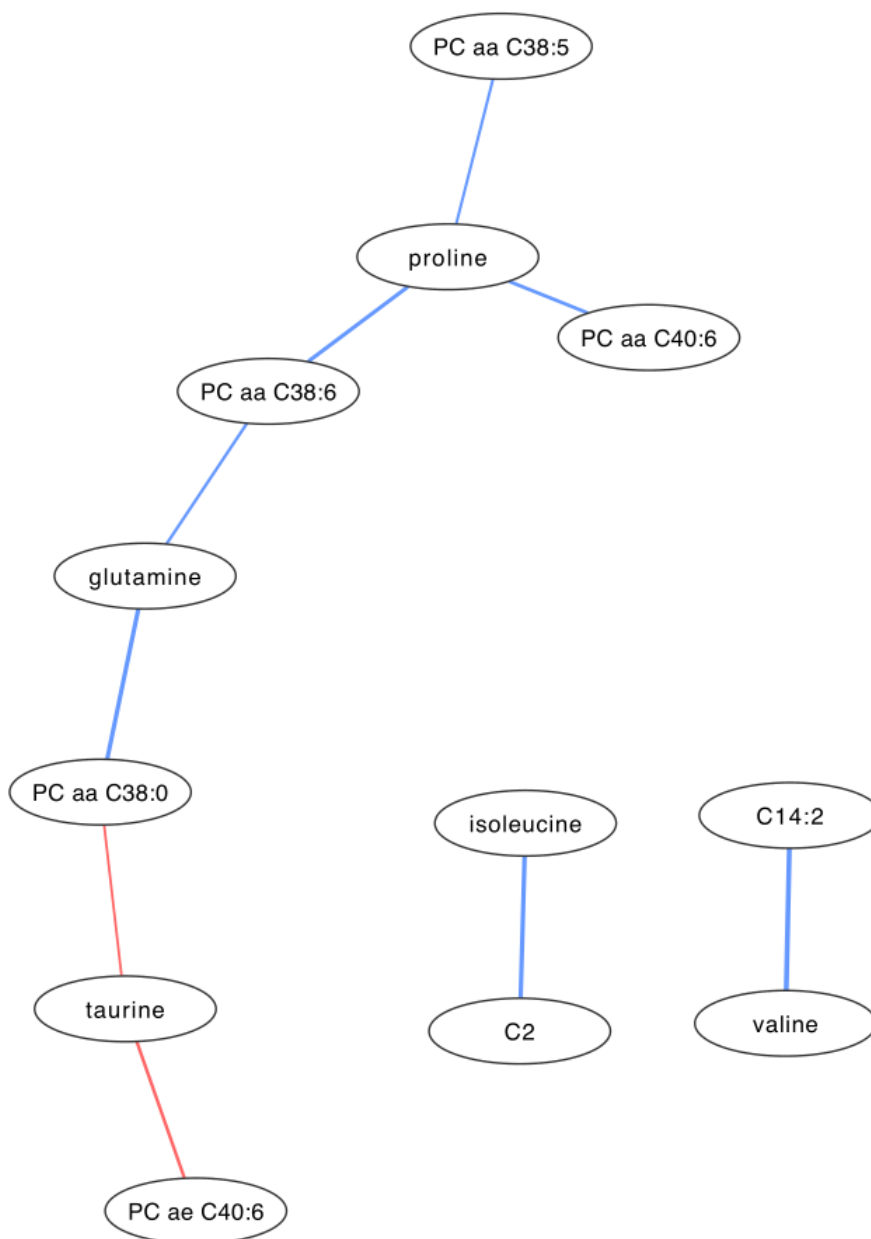 PC aa C38:5
proline
PC aa C40:6
PC aa C38:6
glutamine
PC aa C38:0
isoleucine
C14:2
taurine
C2
valine
PC ae C40:6